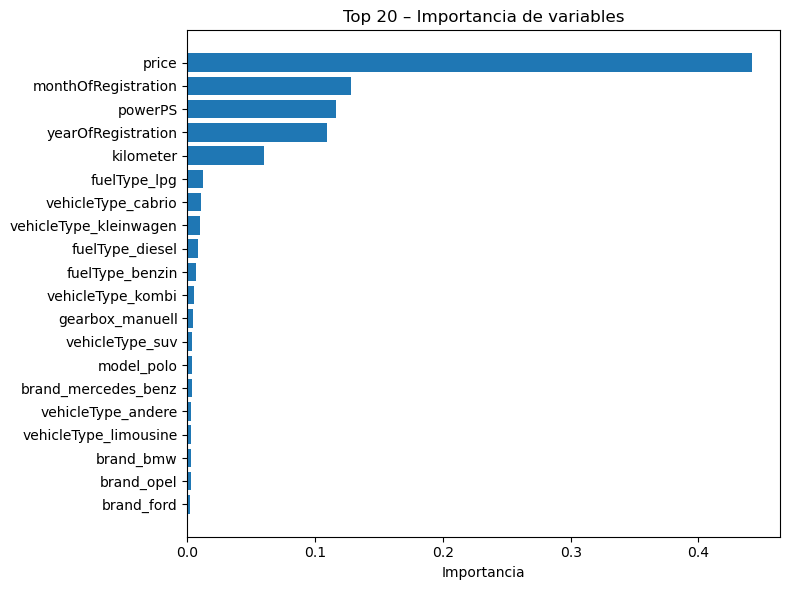 Top 20 – Importancia de variables
price
monthOfRegistration
powerPS
yearOfRegistration
kilometer
fuelType_lpg
vehicleType_cabrio
vehicleType_kleinwagen
fuelType_diesel
fuelType_benzin
vehicleType_kombi
gearbox_manuell
vehicleType_suv
model_polo
brand_mercedes_benz
vehicleType_andere
vehicleType_limousine
brand_bmw
brand_opel
brand_ford
0.0 0.1 0.2 0.3 0.4
Importancia